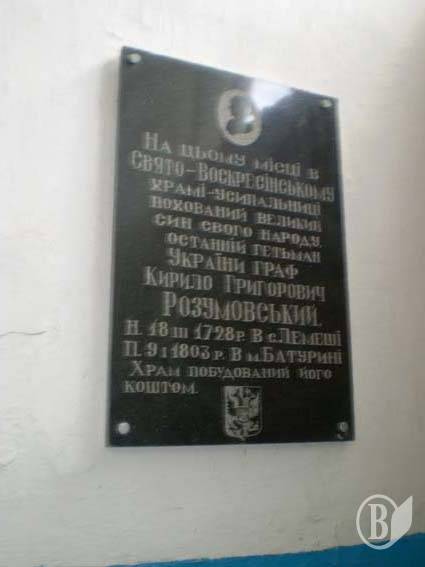 На цьому місці в
Свято-Воскресінському
храмі-усипальниці
похований великий
син свого народу,
останній гетьман
України граф
Кирило Григорович
Розумовський.
Н. 18 III 1728 р. в с. Лемеші
П. 9 I 1803 р. в м. Батурині
Храм побудований його
коштом.
В